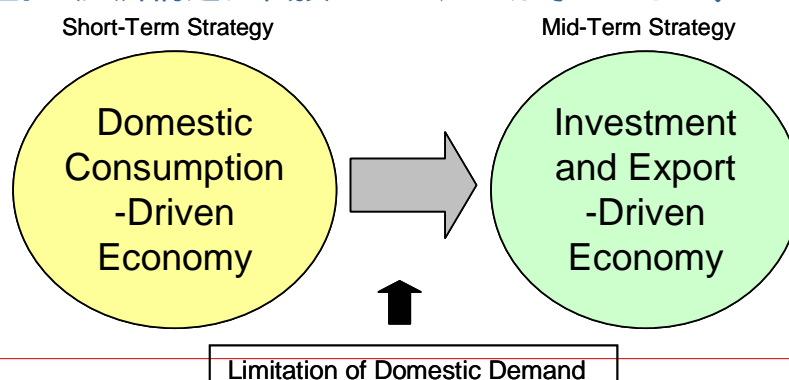 Short-Term Strategy
Mid-Term Strategy
Domestic
Consumption
-Driven
Economy
Investment
and Export
-Driven
Economy
Limitation of Domestic Demand